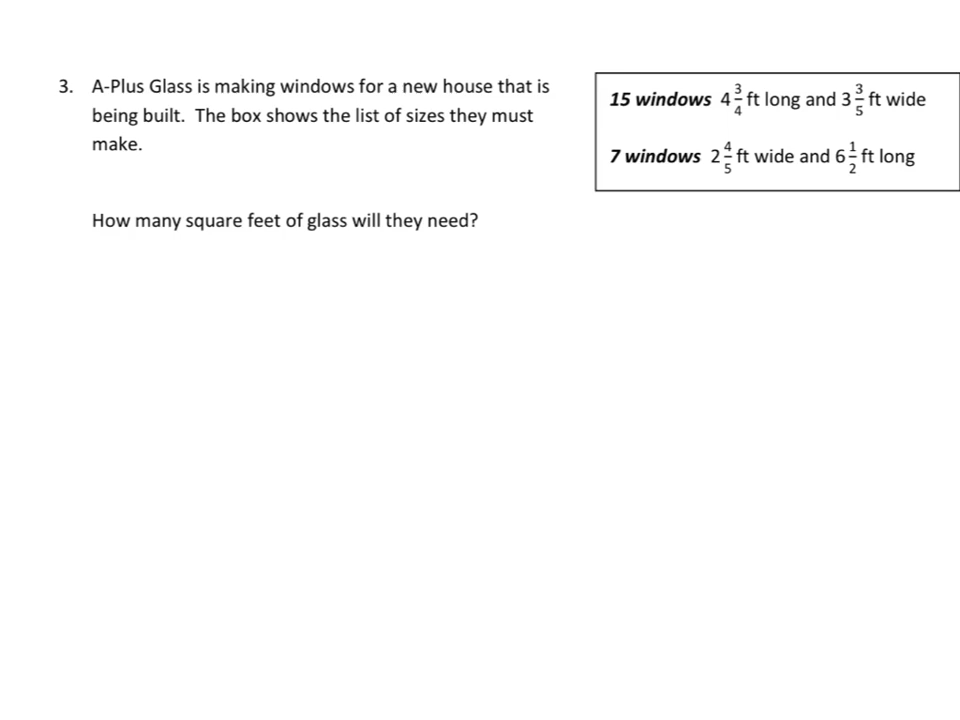 3. A-Plus Glass is making windows for a new house that is
being built. The box shows the list of sizes they must
make.
How many square feet of glass will they need?
15 windows 4 3/4 ft long and 3 3/5 ft wide
7 windows 2 4/5 ft wide and 6 1/2 ft long